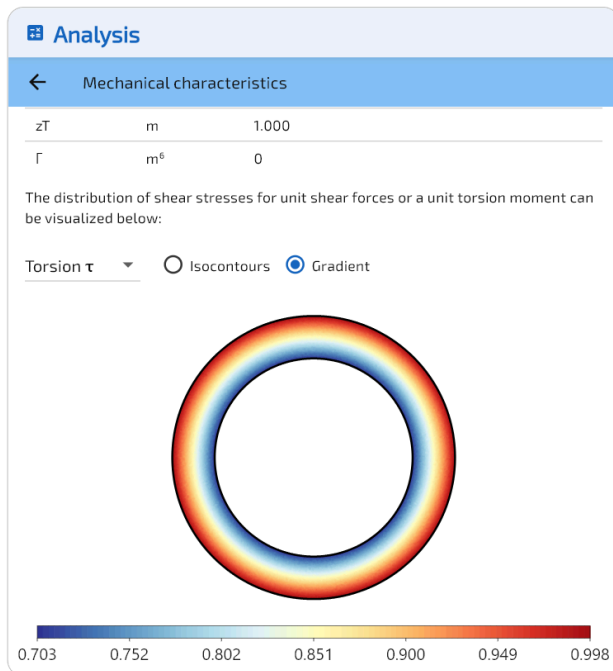 Analysis
Mechanical characteristics
zT m 1.000
Γ m⁶ 0
The distribution of shear stresses for unit shear forces or a unit torsion moment can
be visualized below:
Torsion τ Isocontours Gradient
0.703 0.752 0.802 0.851 0.900 0.949 0.998